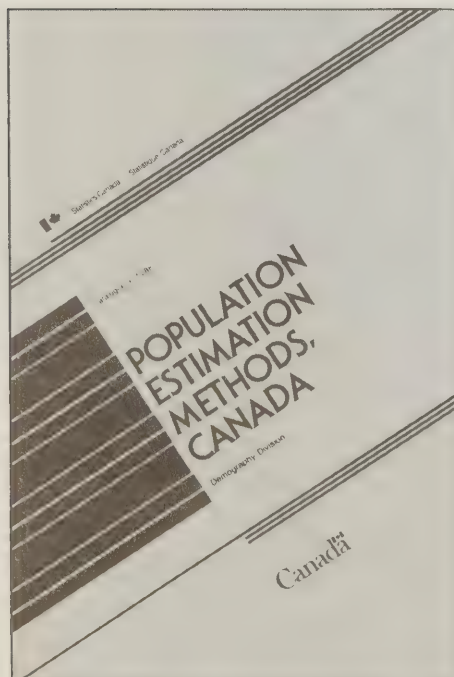 Statistics Canada Statistique Canada
POPULATION
ESTIMATION
METHODS,
CANADA
Demography Division
Canada